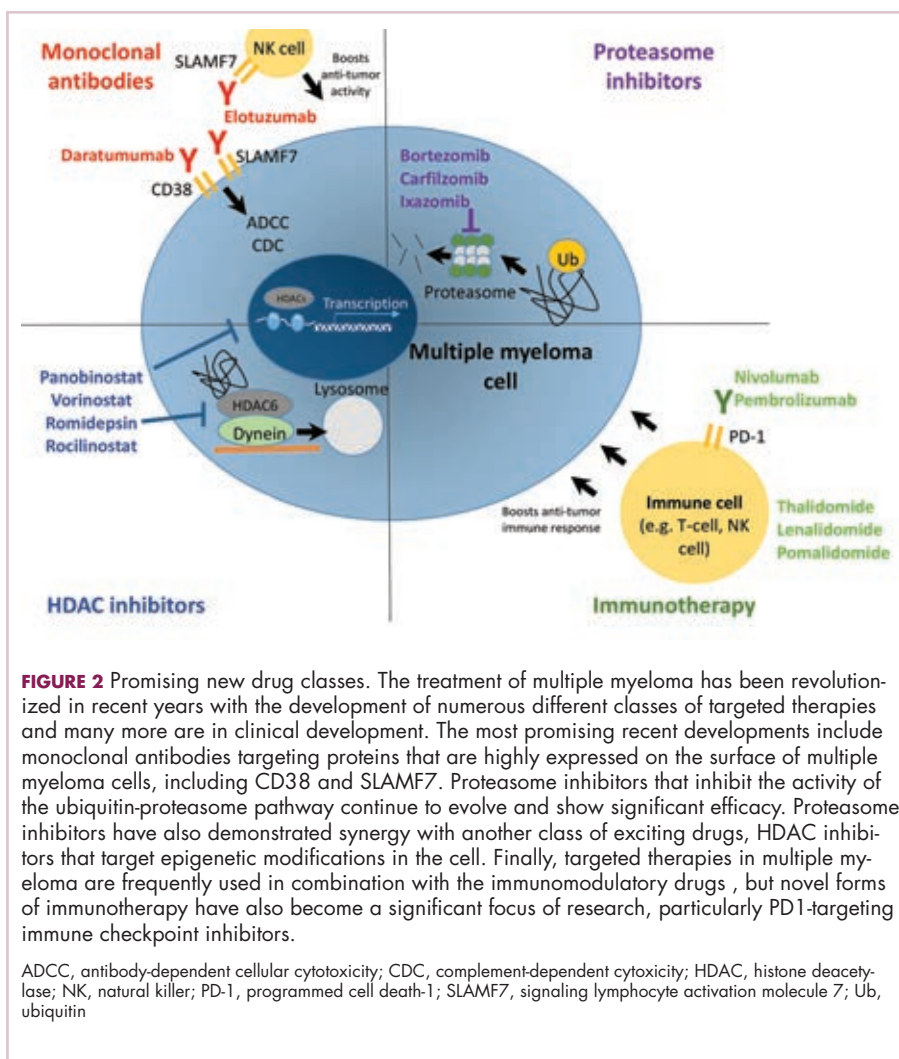 Monoclonal
antibodies
SLAMF7
NK cell
Boosts
anti-tumor
activity
Elotuzumab
Daratumumab
SLAMF7
CD38
ADCC
CDC
Proteasome
inhibitors
Bortezomib
Carfilzomib
Ixazomib
Ub
Proteasome
HDACs
Transcription
Multiple myeloma
cell
Panobinostat
Vorinostat
Romidepsin
Rocilinostat
Lysosome
HDAC6
Dynein
HDAC inhibitors
Nivolumab
Pembrolizumab
PD-1
Immune cell
(e.g. T-cell, NK
cell)
Boosts anti-tumor
immune response
Thalidomide
Lenalidomide
Pomalidomide
Immunotherapy
FIGURE 2 Promising new drug classes. The treatment of multiple myeloma has been revolution-
ized in recent years with the development of numerous different classes of targeted therapies
and many more are in clinical development. The most promising recent developments include
monoclonal antibodies targeting proteins that are highly expressed on the surface of multiple
myeloma cells, including CD38 and SLAMF7. Proteasome inhibitors that inhibit the activity of
the ubiquitin-proteasome pathway continue to evolve and show significant efficacy. Proteasome
inhibitors have also demonstrated synergy with another class of exciting drugs, HDAC inhibi-
tors that target epigenetic modifications in the cell. Finally, targeted therapies in multiple my-
eloma are frequently used in combination with the immunomodulatory drugs , but novel forms
of immunotherapy have also become a significant focus of research, particularly PD1-targeting
immune checkpoint inhibitors.
ADCC, antibody-dependent cellular cytotoxicity; CDC, complement-dependent cytoxicity; HDAC, histone deacety-
lase; NK, natural killer; PD-1, programmed cell death-1; SLAMF7, signaling lymphocyte activation molecule 7; Ub,
ubiquitin